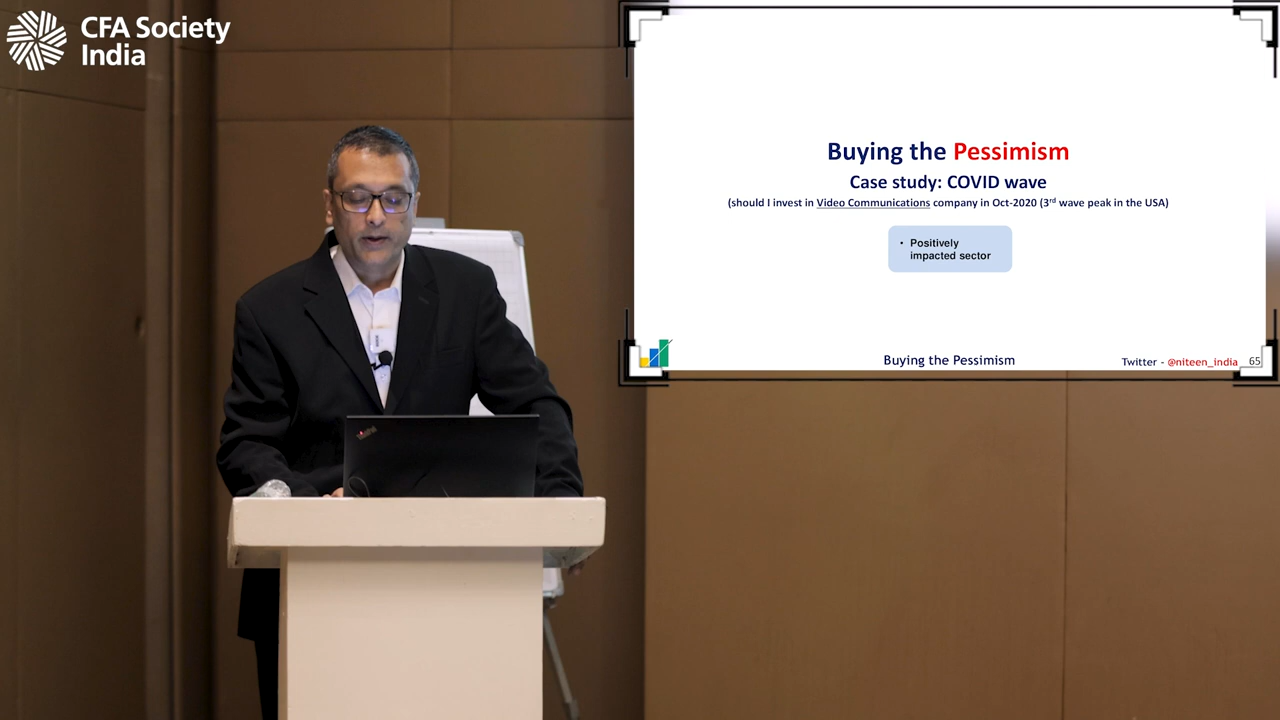 CFA Society
India
Buying the Pessimism
Case study: COVID wave
(should I invest in Video Communications company in Oct-2020 (3rd wave peak in the USA)
• Positively
impacted sector
Buying the Pessimism
Twitter - @niteen_india 65